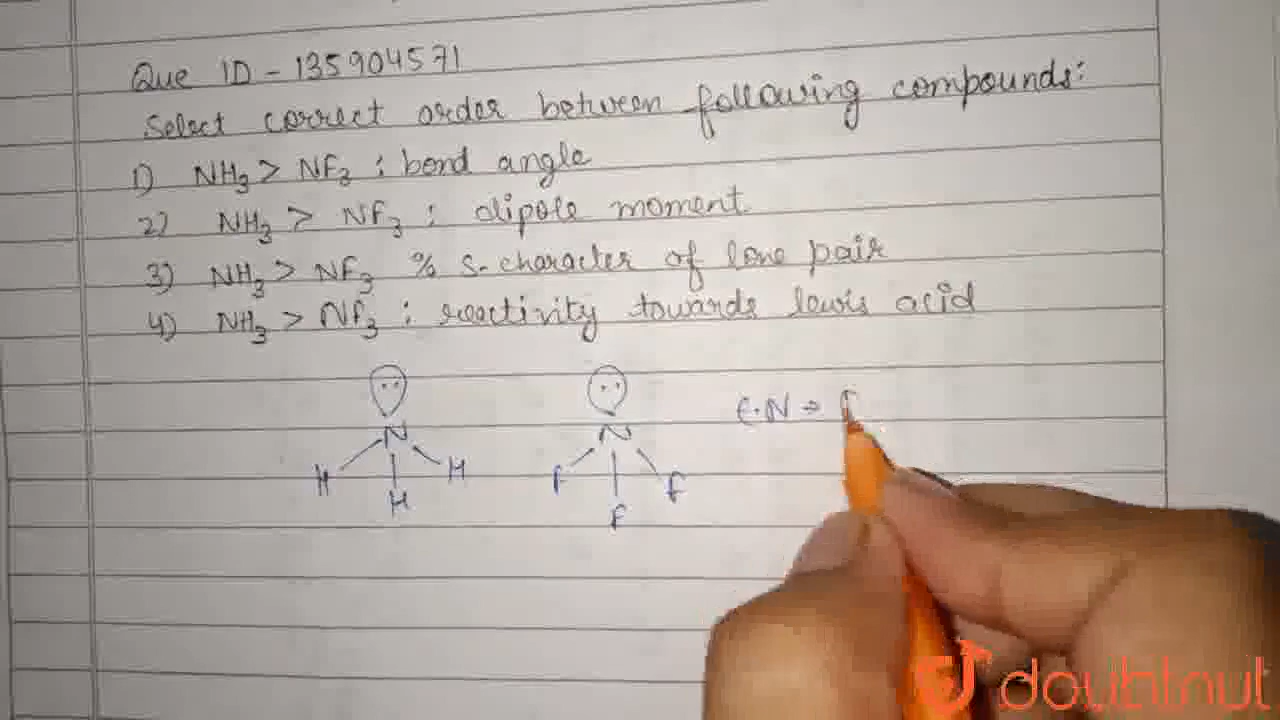 Que ID - 135904571
Select correct order between following compounds:
1) NH₃ > NF₃ : bond angle
2) NH₃ > NF₃ : dipole moment
3) NH₃ > NF₃ % s-character of lone pair
4) NH₃ > NF₃ : reactivity towards lewis acid
N
N
E.N →
H
H
H
F
F
F
doubtnut